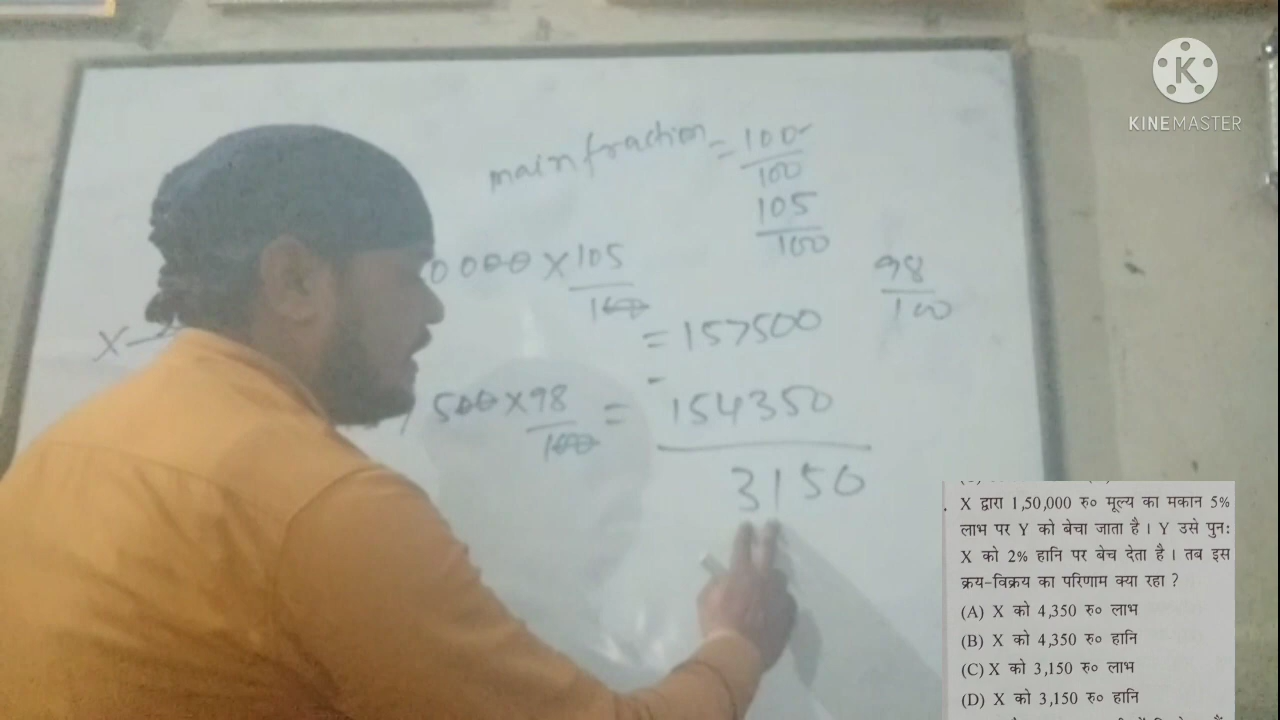 KINEMASTER
main fraction = 100/100
105/100
0000 × 105/100
98/100
= 157500
-
500 × 98/100 = 154350
3150
X
X द्वारा 1,50,000 रु० मूल्य का मकान 5%
लाभ पर Y को बेचा जाता है। Y उसे पुनः
X को 2% हानि पर बेच देता है। तब इस
क्रय-विक्रय का परिणाम क्या रहा ?
(A) X को 4,350 रु० लाभ
(B) X को 4,350 रु० हानि
(C) X को 3,150 रु० लाभ
(D) X को 3,150 रु० हानि